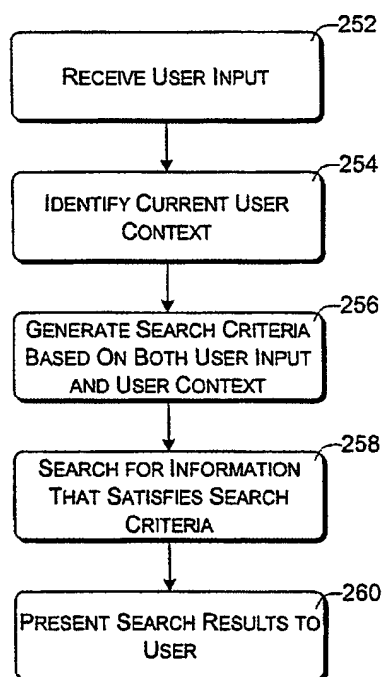 252
RECEIVE USER INPUT
254
IDENTIFY CURRENT USER
CONTEXT
256
GENERATE SEARCH CRITERIA
BASED ON BOTH USER INPUT
AND USER CONTEXT
258
SEARCH FOR INFORMATION
THAT SATISFIES SEARCH
CRITERIA
260
PRESENT SEARCH RESULTS TO
USER